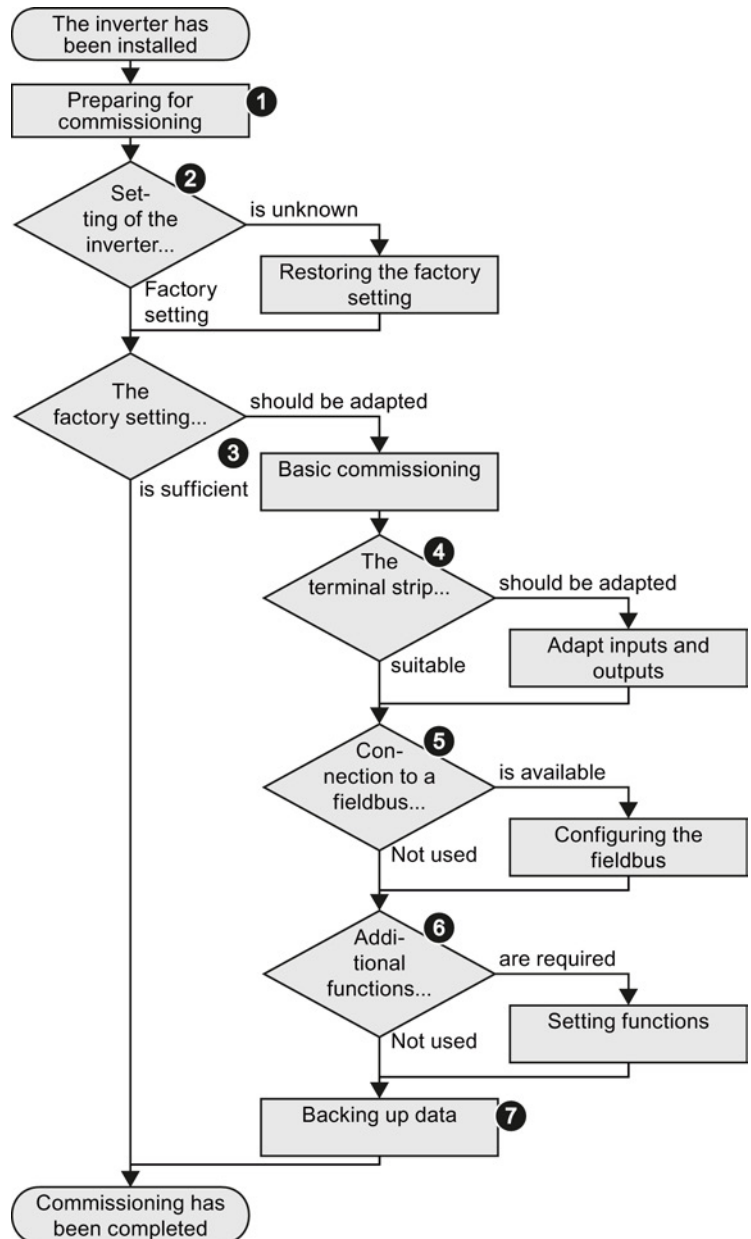 The inverter has
been installed
Preparing for
commissioning
1
2
Set-
ting of the
inverter...
is unknown
Restoring the factory
setting
Factory
setting
The
factory setting...
should be adapted
3
is sufficient
Basic commissioning
4
The
terminal strip...
should be adapted
Adapt inputs and
outputs
suitable
5
Con-
nection to a
fieldbus...
is available
Configuring the
fieldbus
Not used
6
Addi-
tional
functions...
are required
Setting functions
Not used
Backing up data
7
Commissioning has
been completed